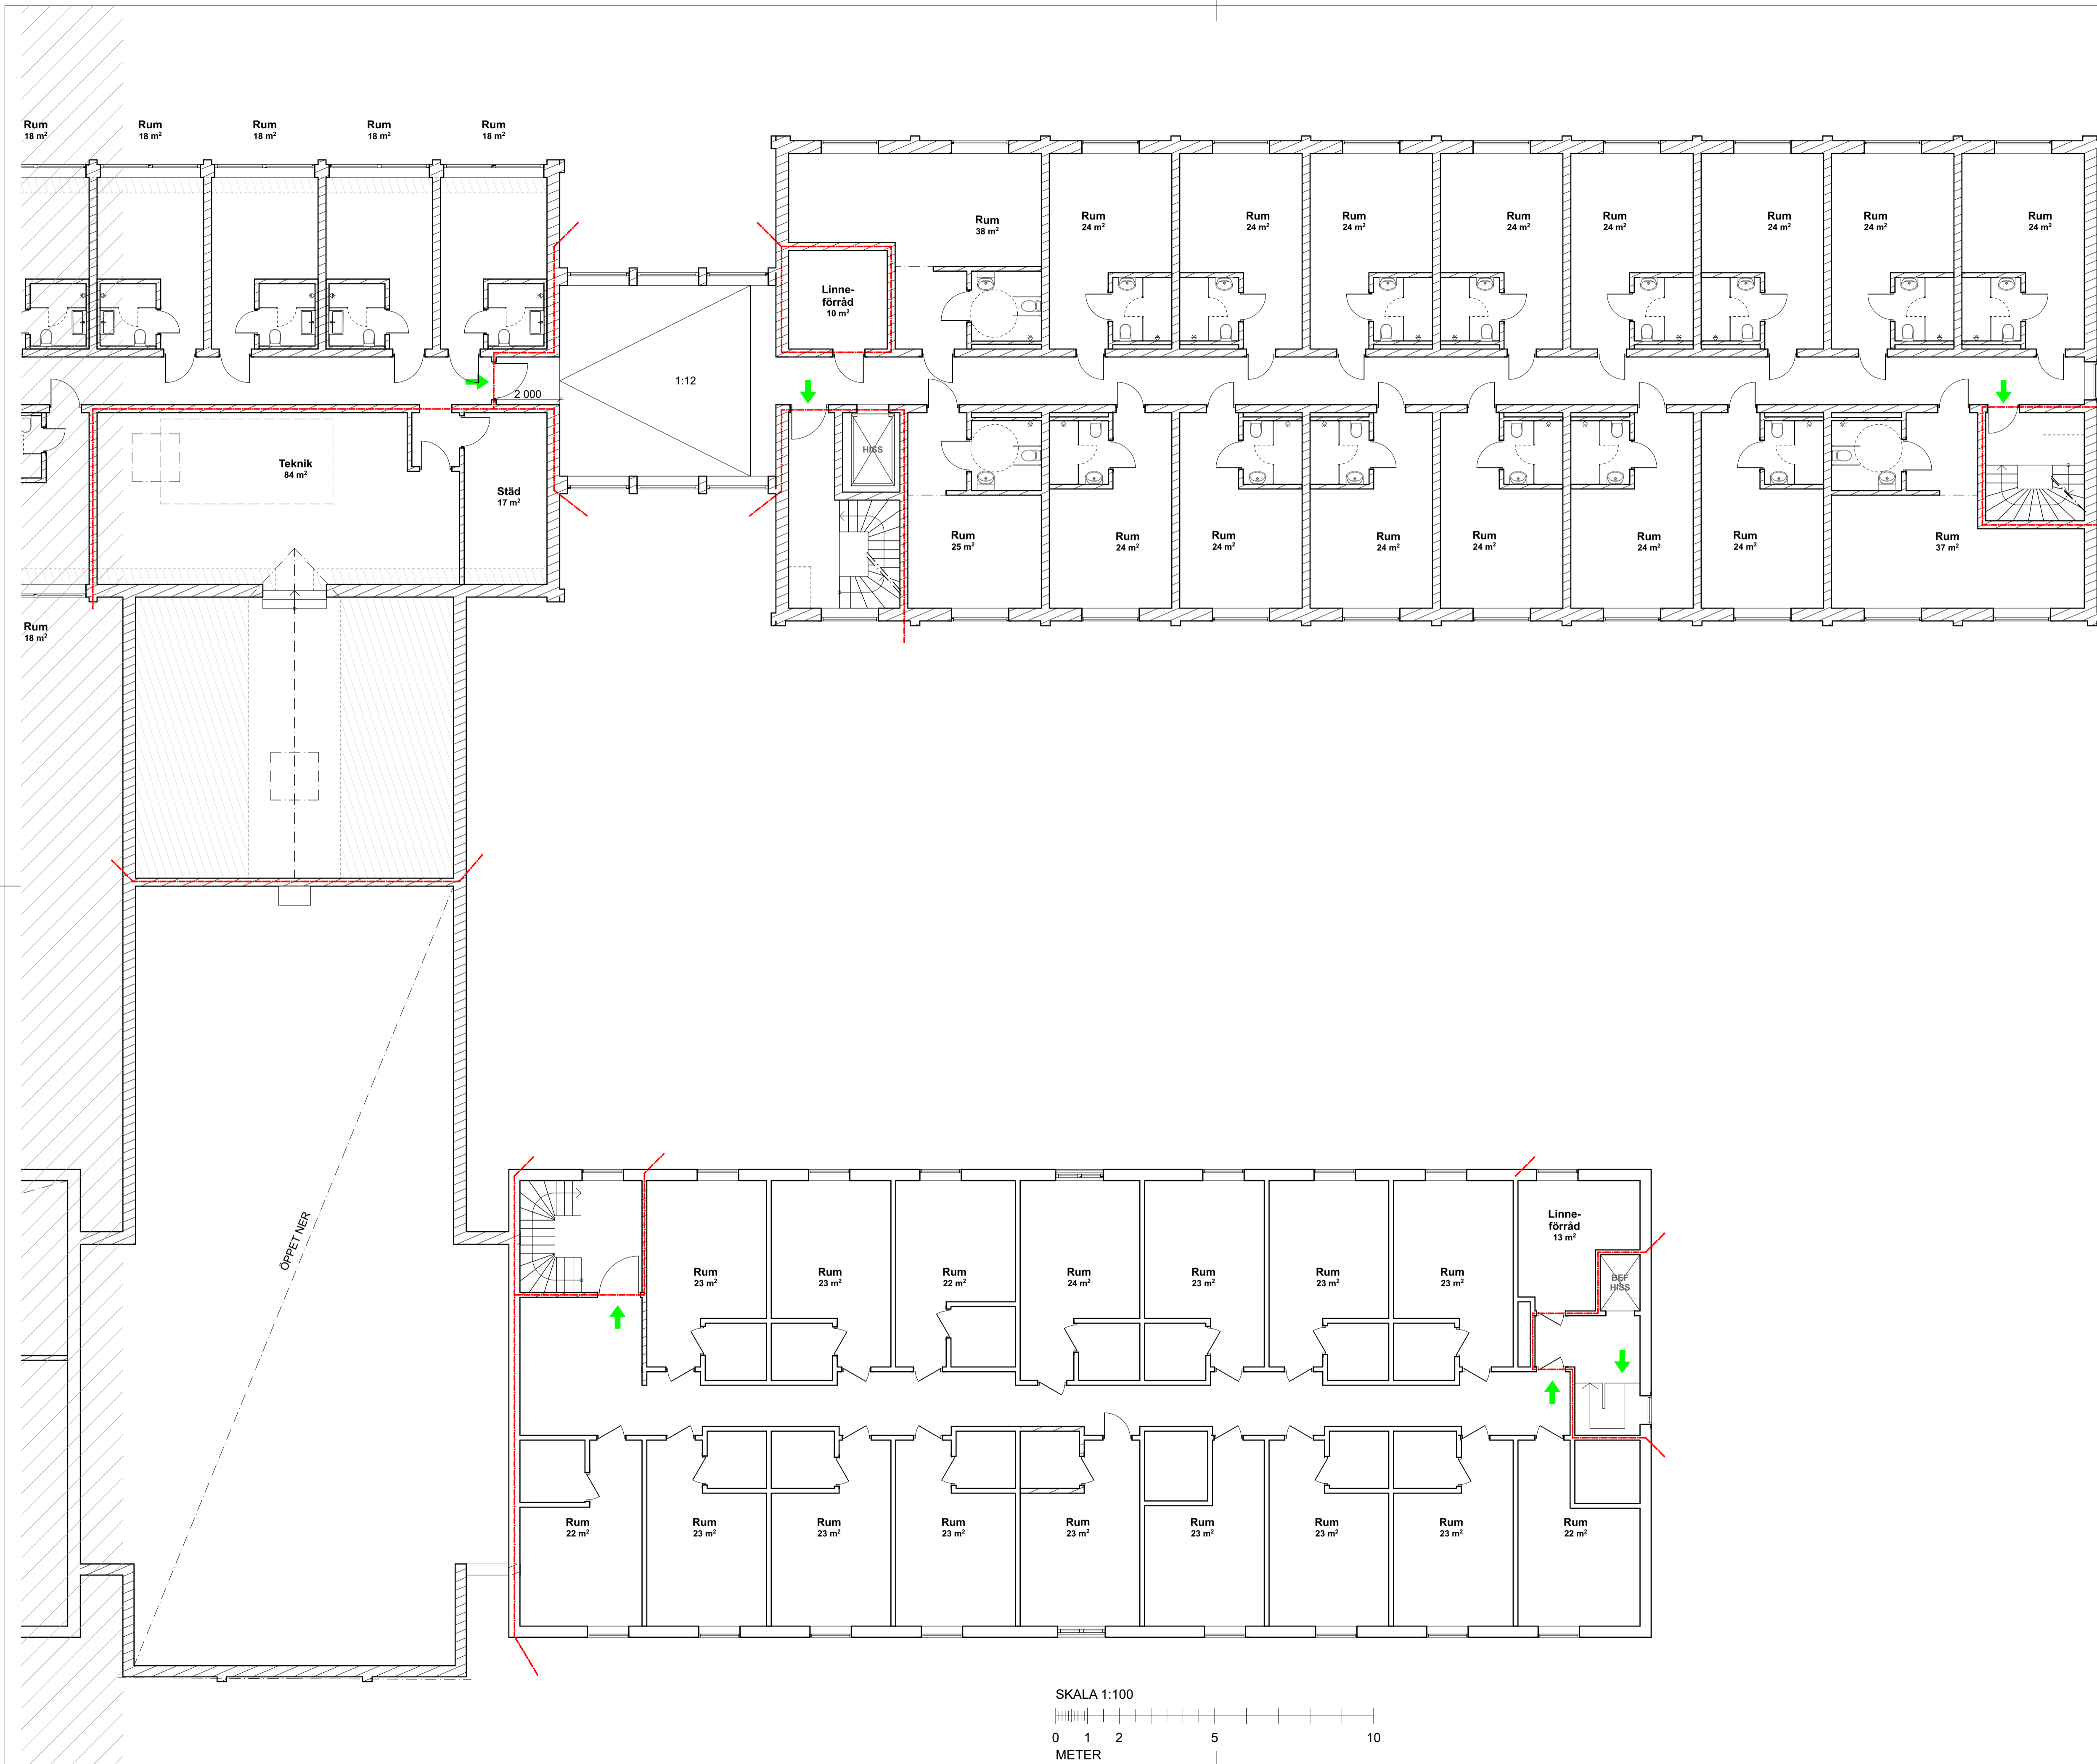 Rum
18 m²
Rum
18 m²
Rum
18 m²
Rum
18 m²
Rum
18 m²
Rum
38 m²
Rum
24 m²
Rum
24 m²
Rum
24 m²
Rum
24 m²
Rum
24 m²
Rum
24 m²
Rum
24 m²
Rum
24 m²
Linne-
förråd
10 m²
1:12
2 000
HISS
Teknik
84 m²
Städ
17 m²
Rum
25 m²
Rum
24 m²
Rum
24 m²
Rum
24 m²
Rum
24 m²
Rum
24 m²
Rum
24 m²
Rum
37 m²
Rum
18 m²
ÖPPET NER
Linne-
förråd
13 m²
Rum
23 m²
Rum
23 m²
Rum
22 m²
Rum
24 m²
Rum
23 m²
Rum
23 m²
Rum
23 m²
BEF
HISS
Rum
22 m²
Rum
23 m²
Rum
23 m²
Rum
23 m²
Rum
23 m²
Rum
23 m²
Rum
23 m²
Rum
23 m²
Rum
22 m²
SKALA 1:100
0 1 2 5 10
METER